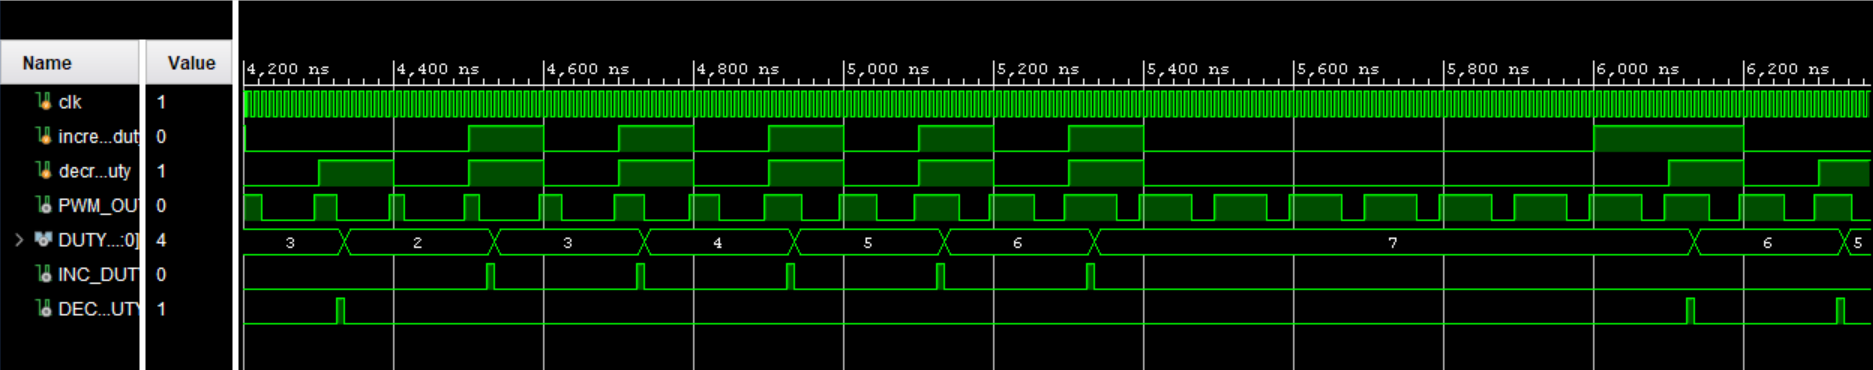 Name Value 4,200 ns 4,400 ns 4,600 ns 4,800 ns 5,000 ns 5,200 ns 5,400 ns 5,600 ns 5,800 ns 6,000 ns 6,200 ns
clk 1
incre...dut 0
decr...uty 1
PWM_OUT 0
DUTY...:0] 4 3 2 3 4 5 6 7 6 5
INC_DUT 0
DEC...UTY 1